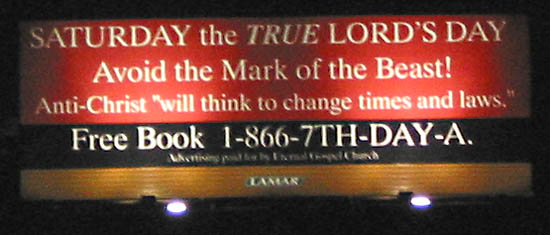 SATURDAY the TRUE LORD'S DAY
Avoid the Mark of the Beast!
Anti-Christ "will think to change times and laws."
Free Book 1-866-7TH-DAY-A.
Advertising paid for by Eternal Gospel Church
LAMAR